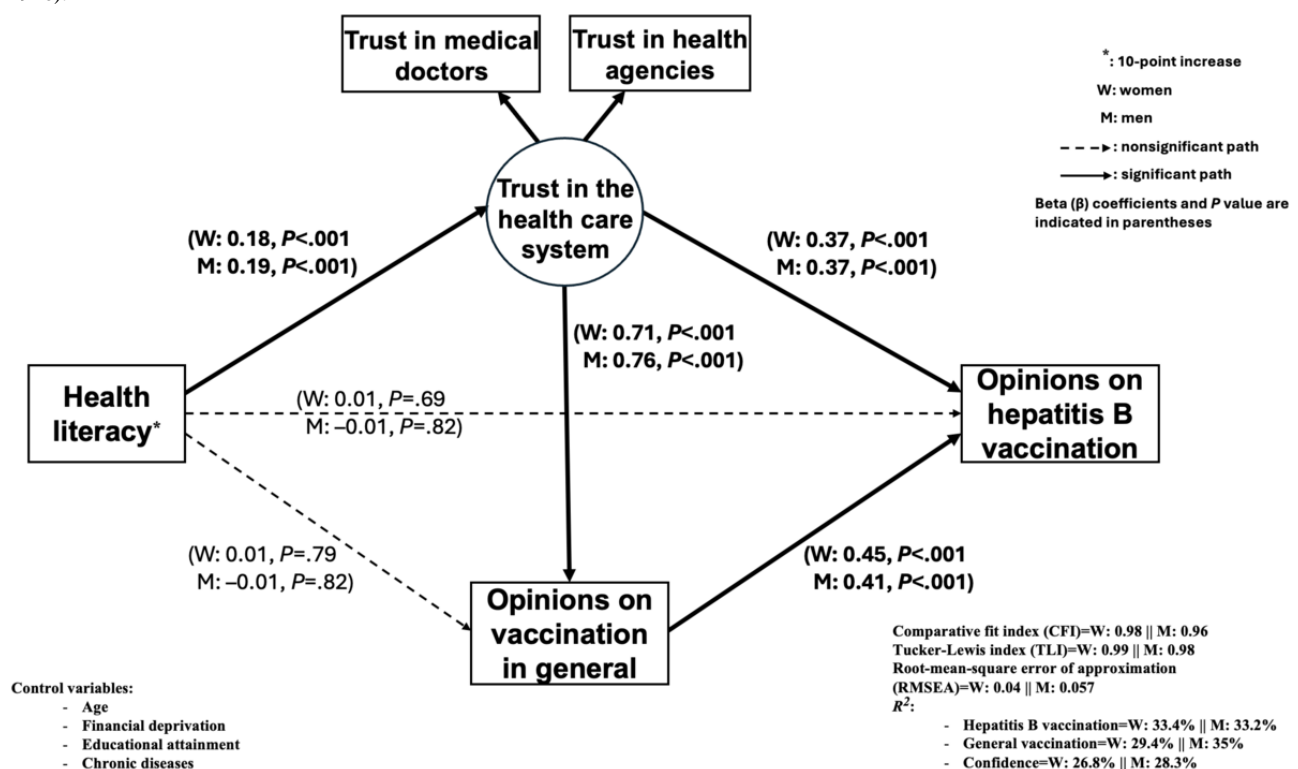 Trust in medical
doctors
Trust in health
agencies
*: 10-point increase
W: women
M: men
: nonsignificant path
: significant path
Beta (β) coefficients and P value are
indicated in parentheses
Trust in the
health care
system
(W: 0.18, P<.001
M: 0.19, P<.001)
(W: 0.37, P<.001
M: 0.37, P<.001)
(W: 0.71, P<.001
M: 0.76, P<.001)
Health
literacy*
(W: 0.01, P=.69
M: –0.01, P=.82)
Opinions on
hepatitis B
vaccination
(W: 0.01, P=.79
M: –0.01, P=.82)
(W: 0.45, P<.001
M: 0.41, P<.001)
Opinions on
vaccination
in general
Comparative fit index (CFI)=W: 0.98 || M: 0.96
Tucker-Lewis index (TLI)=W: 0.99 || M: 0.98
Root-mean-square error of approximation
(RMSEA)=W: 0.04 || M: 0.057
R²:
- Hepatitis B vaccination=W: 33.4% || M: 33.2%
- General vaccination=W: 29.4% || M: 35%
- Confidence=W: 26.8% || M: 28.3%
Control variables:
- Age
- Financial deprivation
- Educational attainment
- Chronic diseases